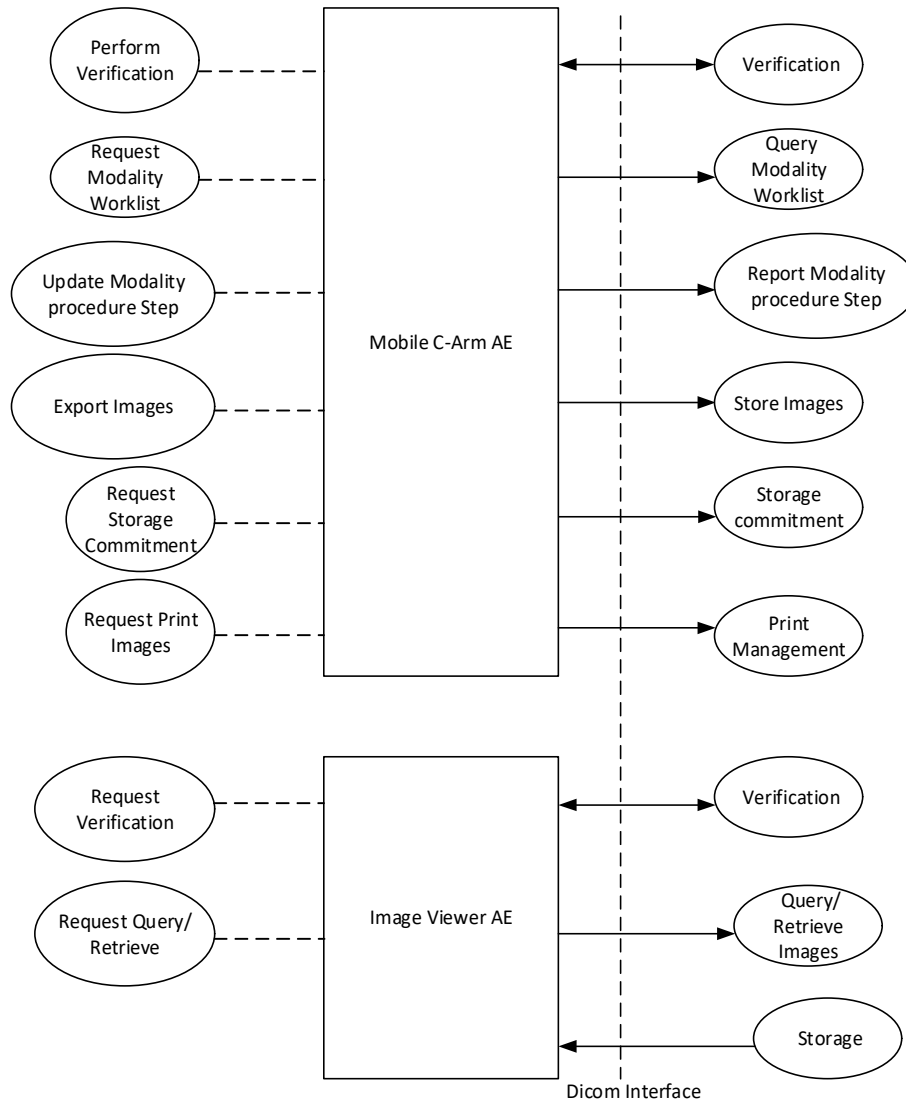 Perform
Verification
Verification
Request
Modality
Worklist
Query
Modality
Worklist
Update Modality
procedure Step
Report Modality
procedure Step
Mobile C-Arm AE
Export Images
Store Images
Request
Storage
Commitment
Storage
commitment
Request Print
Images
Print
Management
Request
Verification
Verification
Image Viewer AE
Request Query/
Retrieve
Query/
Retrieve
Images
Storage
Dicom Interface